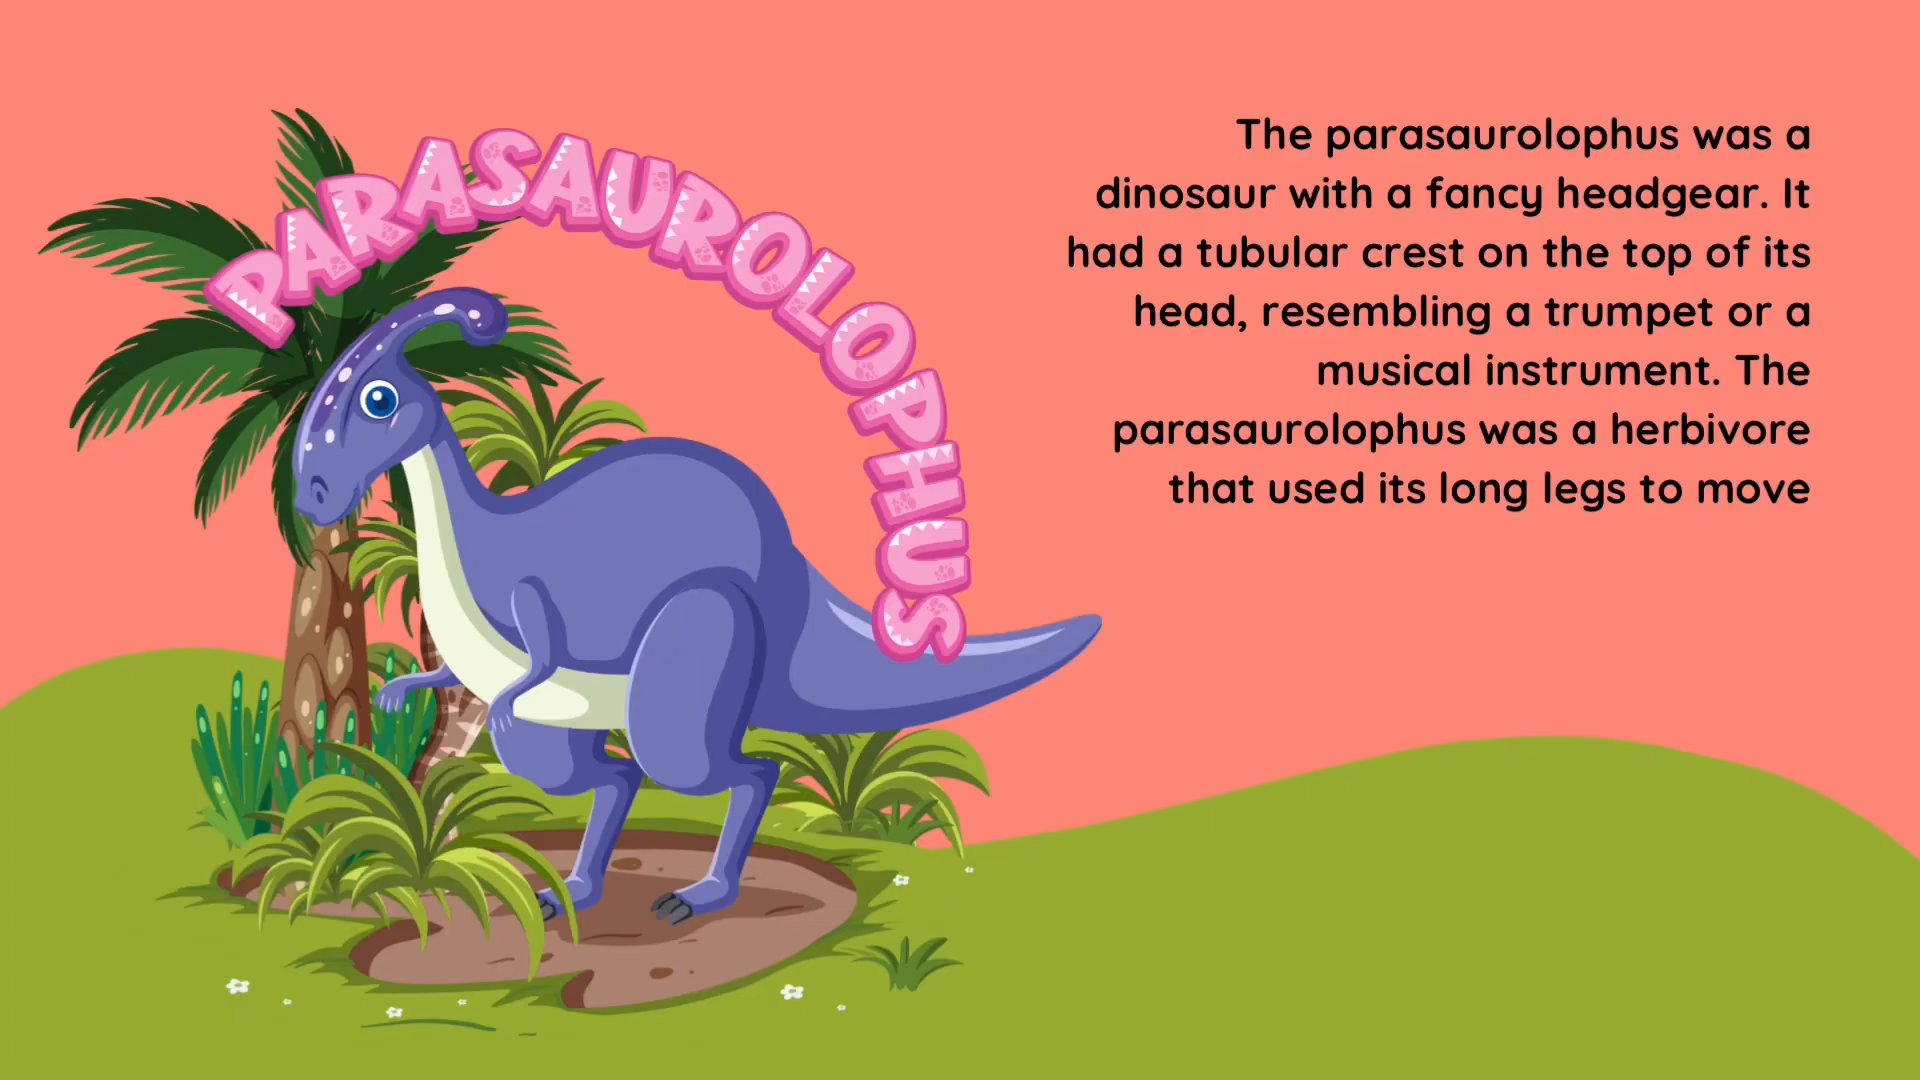 PARASAUROLOPHUS
The parasaurolophus was a
dinosaur with a fancy headgear. It
had a tubular crest on the top of its
head, resembling a trumpet or a
musical instrument. The
parasaurolophus was a herbivore
that used its long legs to move